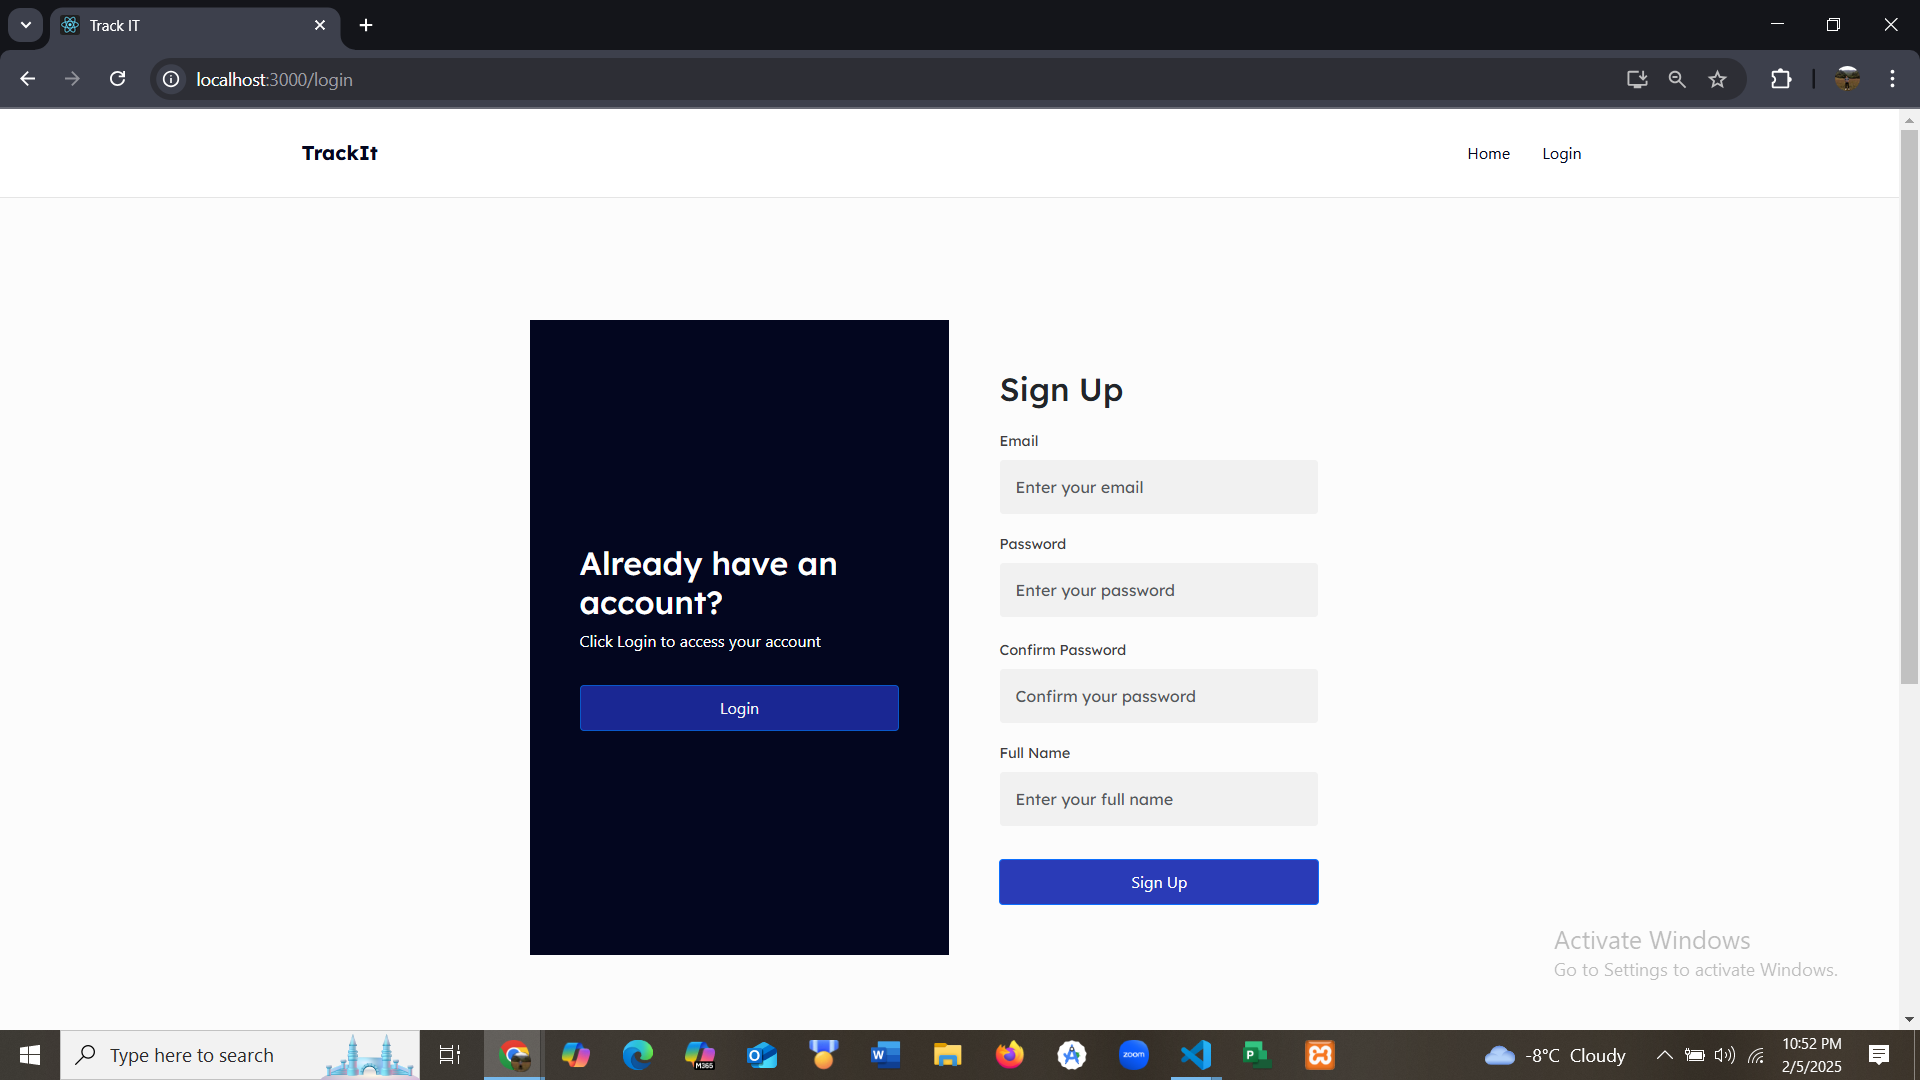 Track IT
localhost:3000/login
TrackIt
Home
Login
Already have an
account?
Click Login to access your account
Login
Sign Up
Email
Enter your email
Password
Enter your password
Confirm Password
Confirm your password
Full Name
Enter your full name
Sign Up
Activate Windows
Go to Settings to activate Windows.
Type here to search
M365
zoom
-8°C Cloudy
10:52 PM
2/5/2025